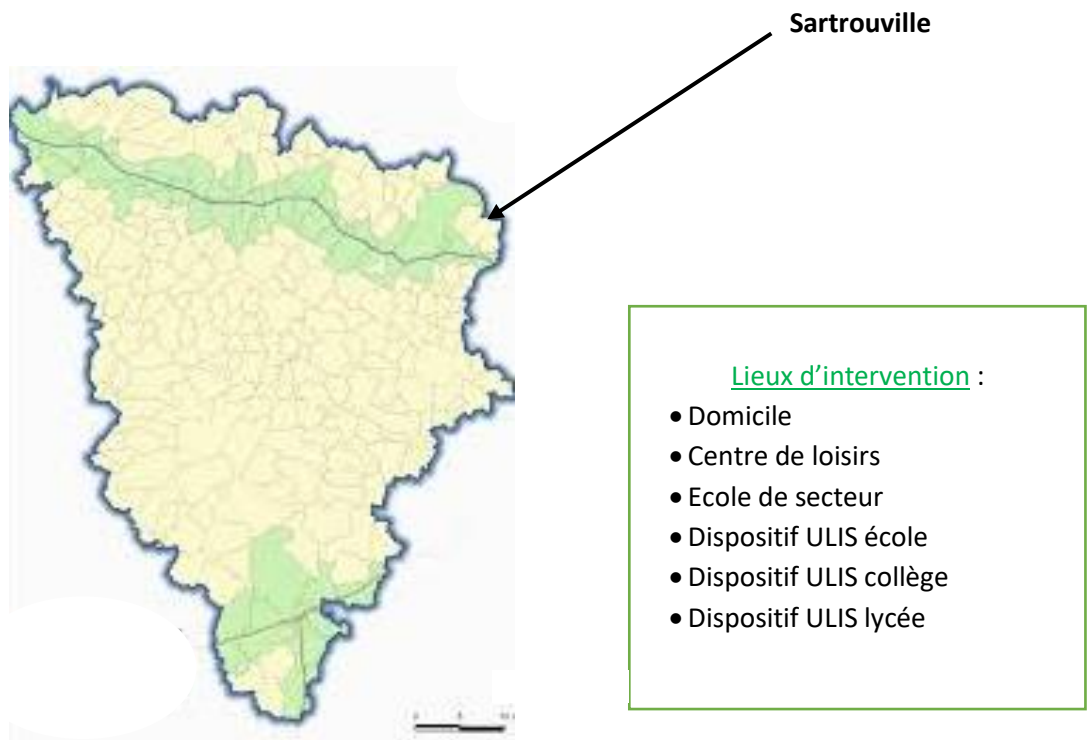 Sartrouville
Lieux d’intervention :
• Domicile
• Centre de loisirs
• Ecole de secteur
• Dispositif ULIS école
• Dispositif ULIS collège
• Dispositif ULIS lycée